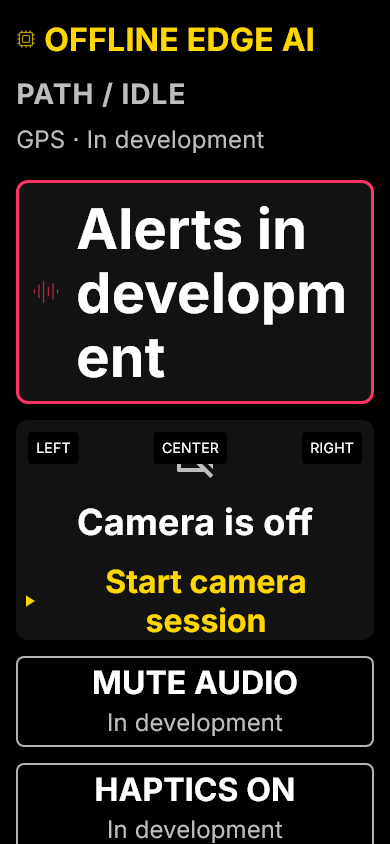 OFFLINE EDGE AI
PATH / IDLE
GPS · In development
Alerts in
developm
ent
LEFT CENTER RIGHT
Camera is off
Start camera
session
MUTE AUDIO
In development
HAPTICS ON
In development